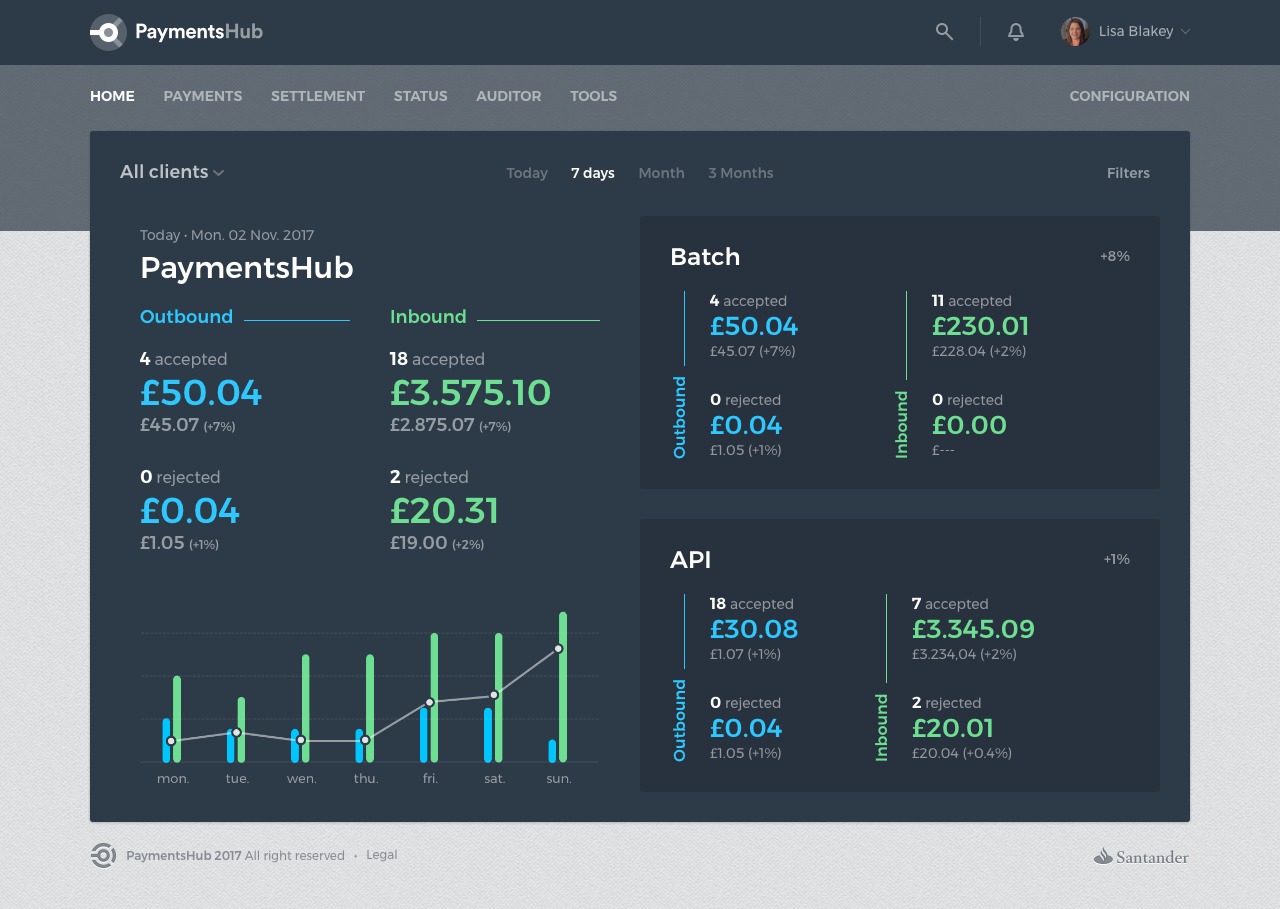 PaymentsHub
Lisa Blakey
HOME PAYMENTS SETTLEMENT STATUS AUDITOR TOOLS CONFIGURATION
All clients
Today 7 days Month 3 Months
Filters
Today · Mon. 02 Nov. 2017
PaymentsHub
Outbound
4 accepted
£50.04
£45.07 (+7%)
0 rejected
£0.04
£1.05 (+1%)
Inbound
18 accepted
£3.575.10
£2.875.07 (+7%)
2 rejected
£20.31
£19.00 (+2%)
mon. tue. wen. thu. fri. sat. sun.
Batch
+8%
Outbound
4 accepted
£50.04
£45.07 (+7%)
0 rejected
£0.04
£1.05 (+1%)
Inbound
11 accepted
£230.01
£228.04 (+2%)
0 rejected
£0.00
£---
API
+1%
Outbound
18 accepted
£30.08
£1.07 (+1%)
0 rejected
£0.04
£1.05 (+1%)
Inbound
7 accepted
£3.345.09
£3.234,04 (+2%)
2 rejected
£20.01
£20.04 (+0.4%)
PaymentsHub 2017 All right reserved • Legal
Santander